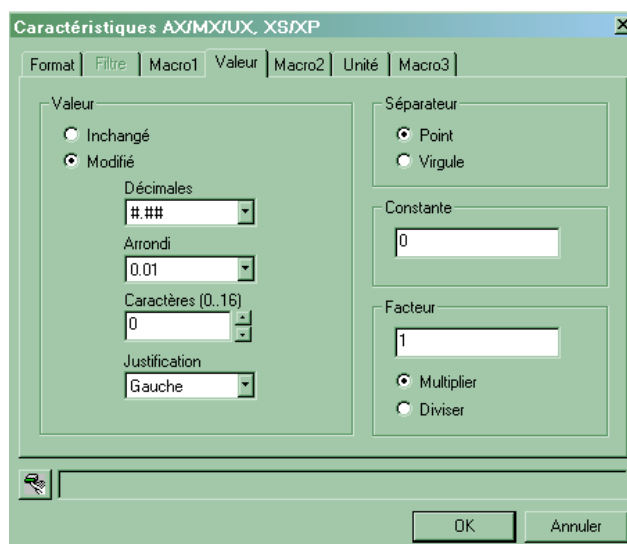 Caractéristiques AX/MX/UX, XS/XP
Format Filtre Macro1 Valeur Macro2 Unité Macro3
Valeur
Inchangé
Modifié
Décimales
#.##
Arrondi
0.01
Caractères (0..16)
0
Justification
Gauche
Séparateur
Point
Virgule
Constante
0
Facteur
1
Multiplier
Diviser
OK Annuler